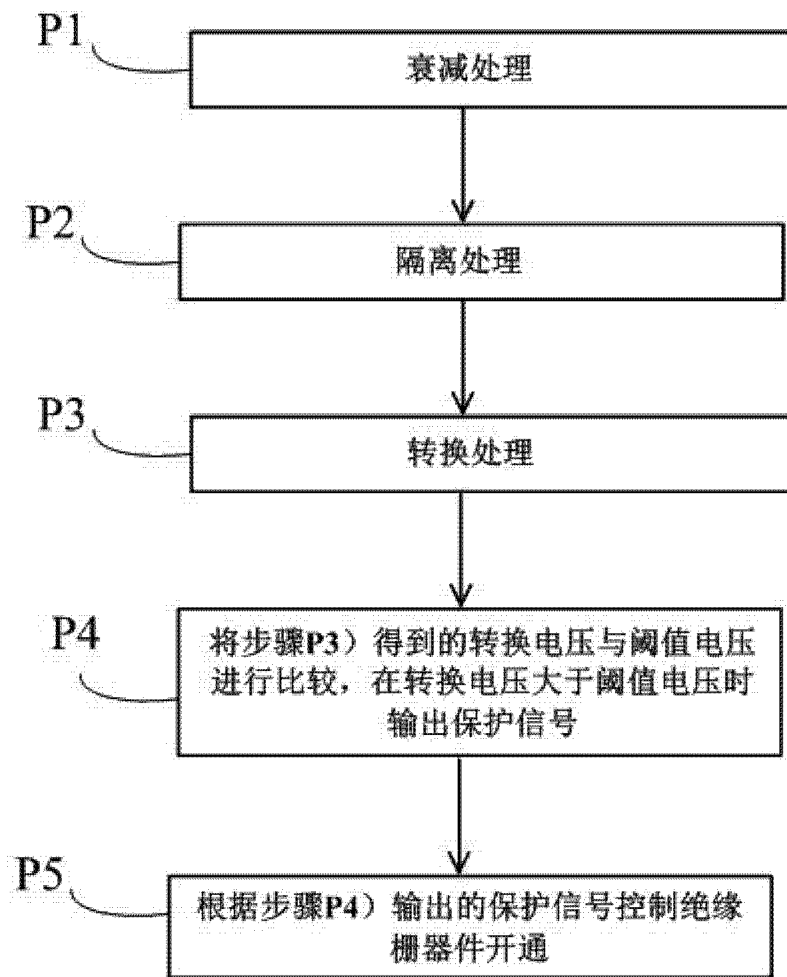 P1
衰减处理
P2
隔离处理
P3
转换处理
P4
将步骤P3）得到的转换电压与阈值电压
进行比较，在转换电压大于阈值电压时
输出保护信号
P5
根据步骤P4）输出的保护信号控制绝缘
栅器件开通